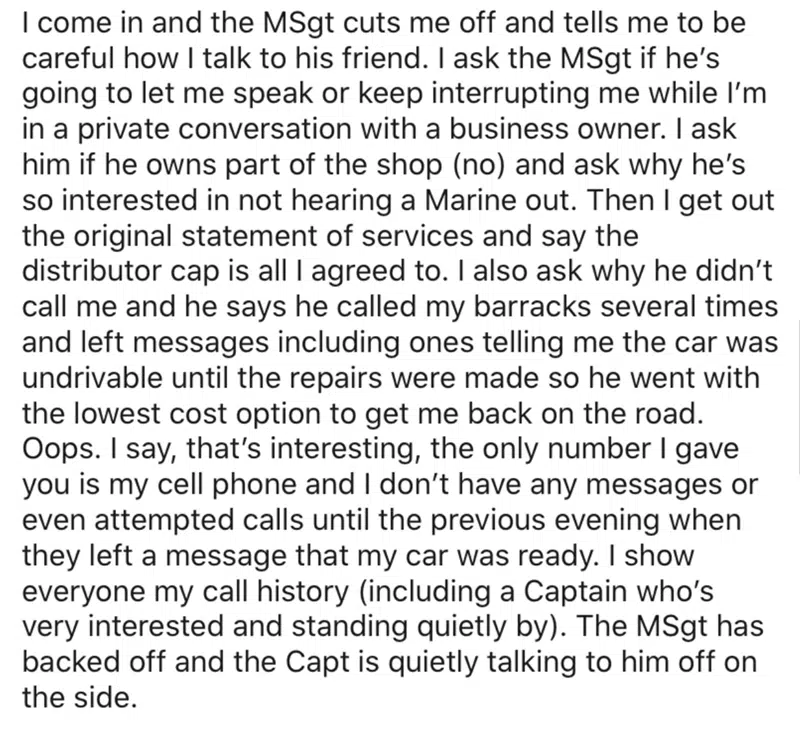 I come in and the MSgt cuts me off and tells me to be
careful how I talk to his friend. I ask the MSgt if he’s
going to let me speak or keep interrupting me while I’m
in a private conversation with a business owner. I ask
him if he owns part of the shop (no) and ask why he’s
so interested in not hearing a Marine out. Then I get out
the original statement of services and say the
distributor cap is all I agreed to. I also ask why he didn’t
call me and he says he called my barracks several times
and left messages including ones telling me the car was
undrivable until the repairs were made so he went with
the lowest cost option to get me back on the road.
Oops. I say, that’s interesting, the only number I gave
you is my cell phone and I don’t have any messages or
even attempted calls until the previous evening when
they left a message that my car was ready. I show
everyone my call history (including a Captain who’s
very interested and standing quietly by). The MSgt has
backed off and the Capt is quietly talking to him off on
the side.